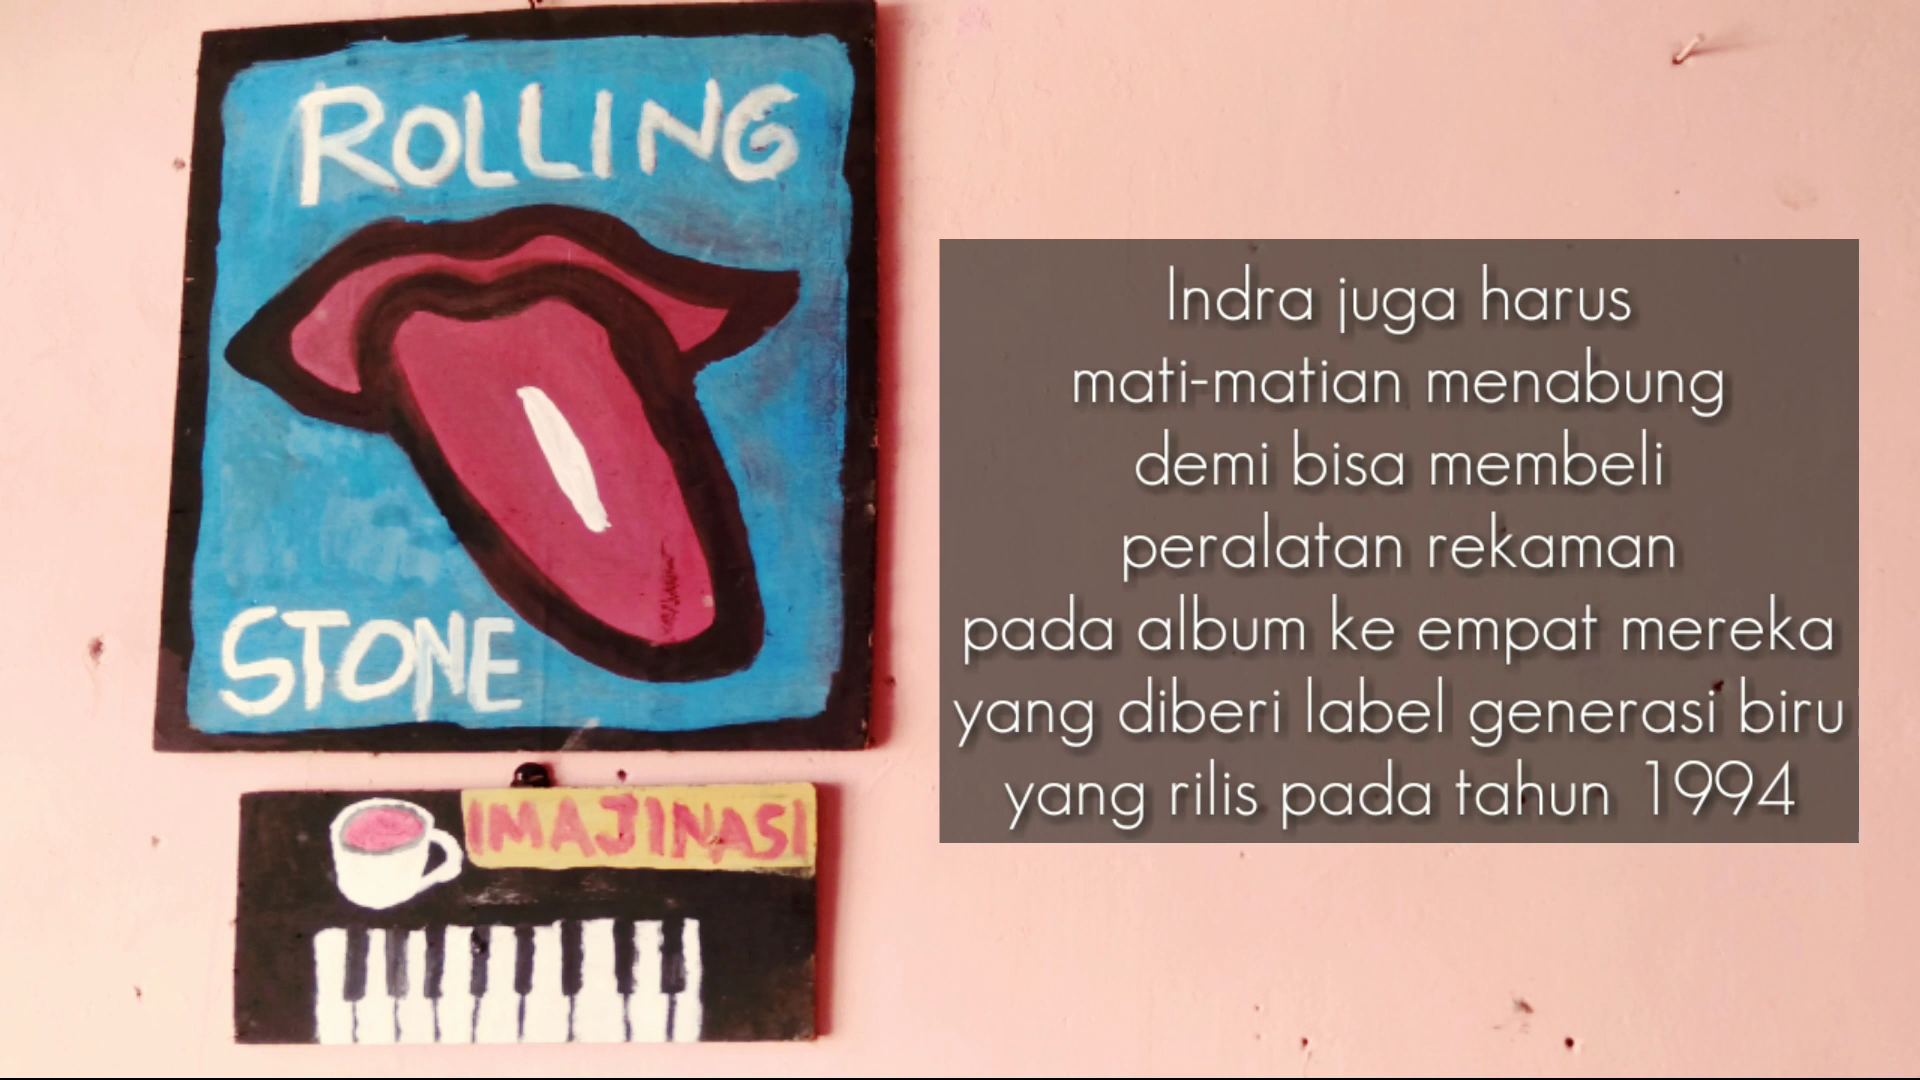 ROLLING
STONE
IMAJINASI
Indra juga harus
mati-matian menabung
demi bisa membeli
peralatan rekaman
pada album ke empat mereka
yang diberi label generasi biru
yang rilis pada tahun 1994